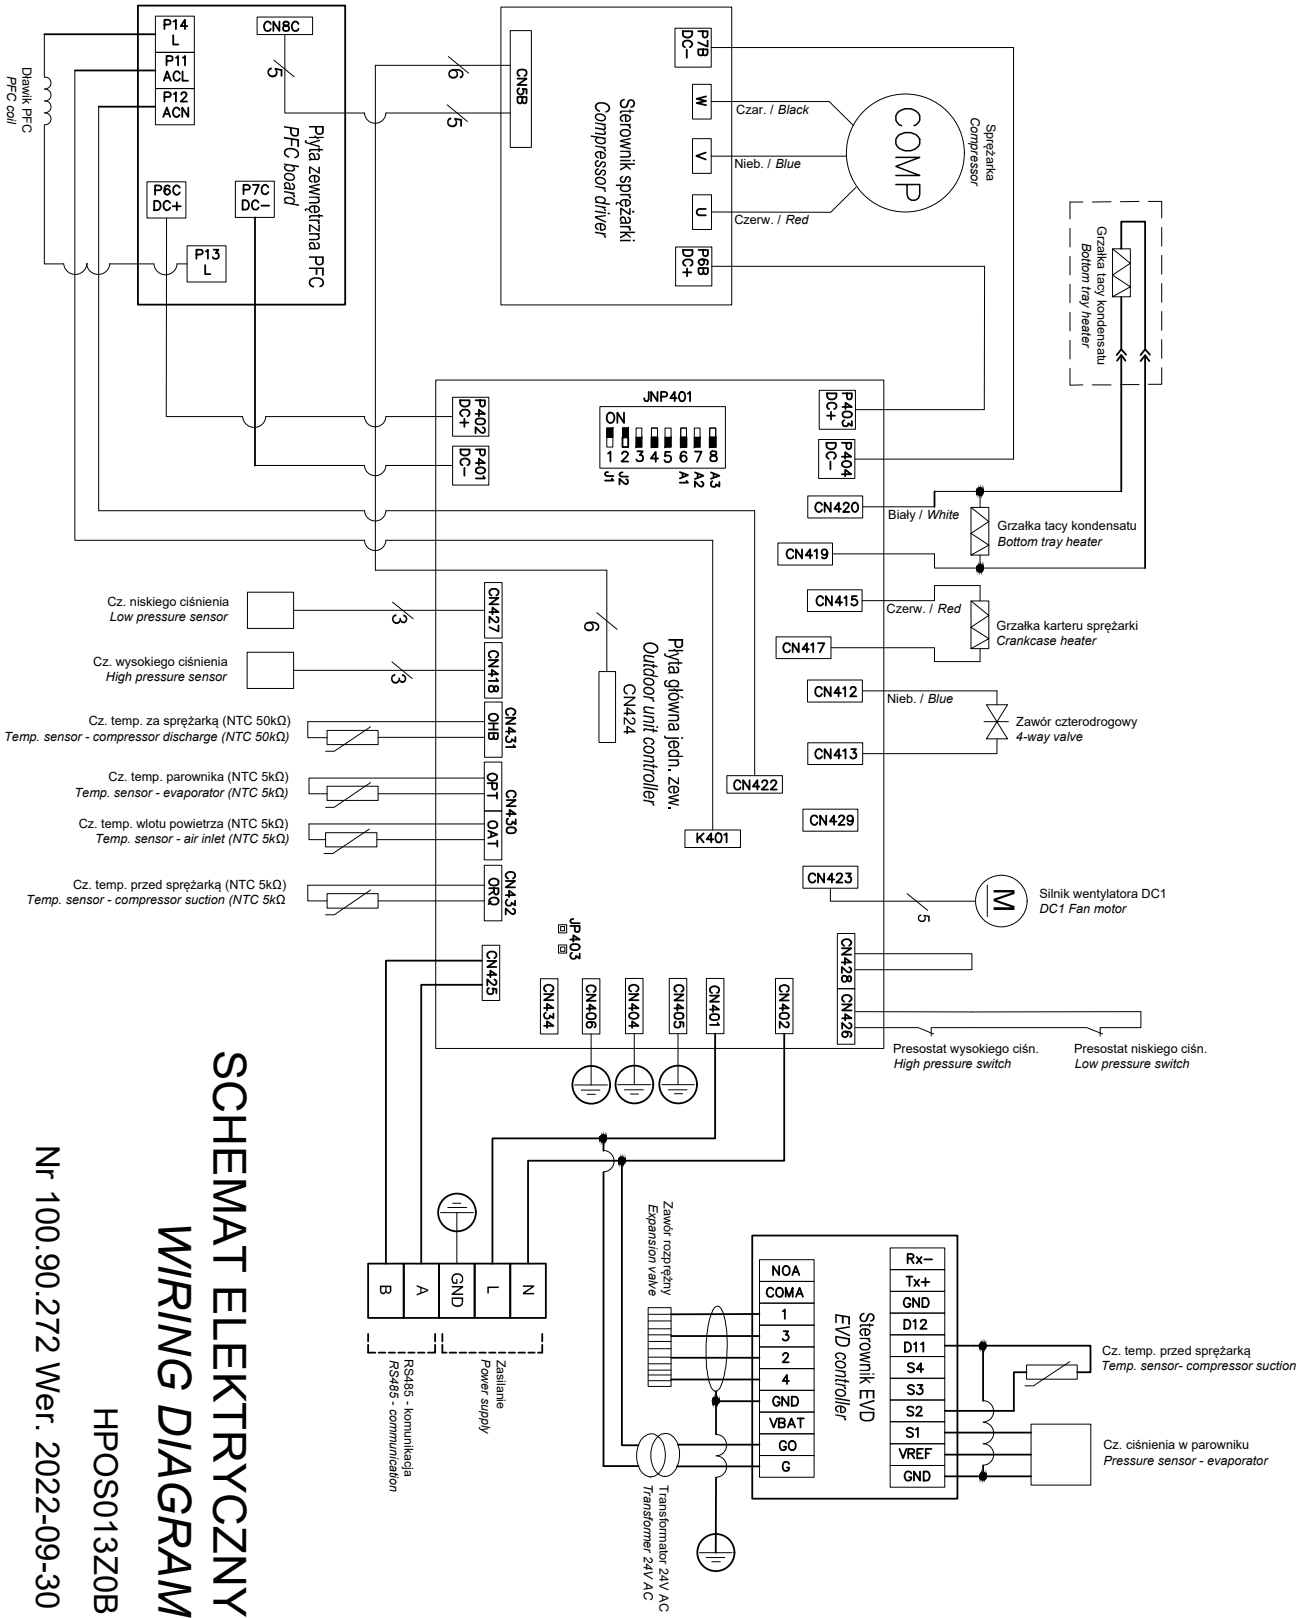 P14
L
P11
ACL
P12
ACN
CN8C
5
Dławik PFC
PFC coil
Płyta zewnętrzna PFC
PFC board
P6C
DC+
P7C
DC-
P13
L
6
5
CN5B
Sterownik sprężarki
Compressor driver
P7B
DC-
W
V
U
P6B
DC+
Czar. / Black
Nieb. / Blue
Czerw. / Red
COMP
Sprężarka
Compressor
Grzałka tacy kondensatu
Bottom tray heater
P402
DC+
P401
DC-
JNP401
ON
1 2 3 4 5 6 7 8
J1 J2 A1 A2 A3
P403
DC+
P404
DC-
CN420
Biały / White
Grzałka tacy kondensatu
Bottom tray heater
CN419
CN415
Czerw. / Red
Grzałka karteru sprężarki
Crankcase heater
CN417
CN412
Nieb. / Blue
Zawór czterodrogowy
4-way valve
CN413
Cz. niskiego ciśnienia
Low pressure sensor
3
CN427
Cz. wysokiego ciśnienia
High pressure sensor
3
CN418
6
CN424
Płyta główna jedn. zew.
Outdoor unit controller
Cz. temp. za sprężarką (NTC 50kΩ)
Temp. sensor - compressor discharge (NTC 50kΩ)
OHB
CN431
Cz. temp. parownika (NTC 5kΩ)
Temp. sensor - evaporator (NTC 5kΩ)
OPT
CN430
Cz. temp. wlotu powietrza (NTC 5kΩ)
Temp. sensor - air inlet (NTC 5kΩ)
OAT
Cz. temp. przed sprężarką (NTC 5kΩ)
Temp. sensor - compressor suction (NTC 5kΩ
ORQ
CN432
CN422
K401
CN429
CN423
5
M
Silnik wentylatora DC1
DC1 Fan motor
JP403
CN425
CN434
CN406
CN404
CN405
CN401
CN402
CN428
CN426
Presostat wysokiego ciśn.
High pressure switch
Presostat niskiego ciśn.
Low pressure switch
B
A
GND
L
N
RS485 - komunikacja
RS485 - communication
Zasilanie
Power supply
Zawór rozprężny
Expansion valve
NOA
COMA
1
3
2
4
GND
VBAT
GO
G
Sterownik EVD
EVD controller
Rx-
Tx+
GND
D12
D11
S4
S3
S2
S1
VREF
GND
Cz. temp. przed sprężarką
Temp. sensor- compressor suction
Cz. ciśnienia w parowniku
Pressure sensor - evaporator
Transformator 24V AC
Transformer 24V AC
SCHEMAT ELEKTRYCZNY
WIRING DIAGRAM
HPOS013Z0B
Nr 100.90.272 Wer. 2022-09-30